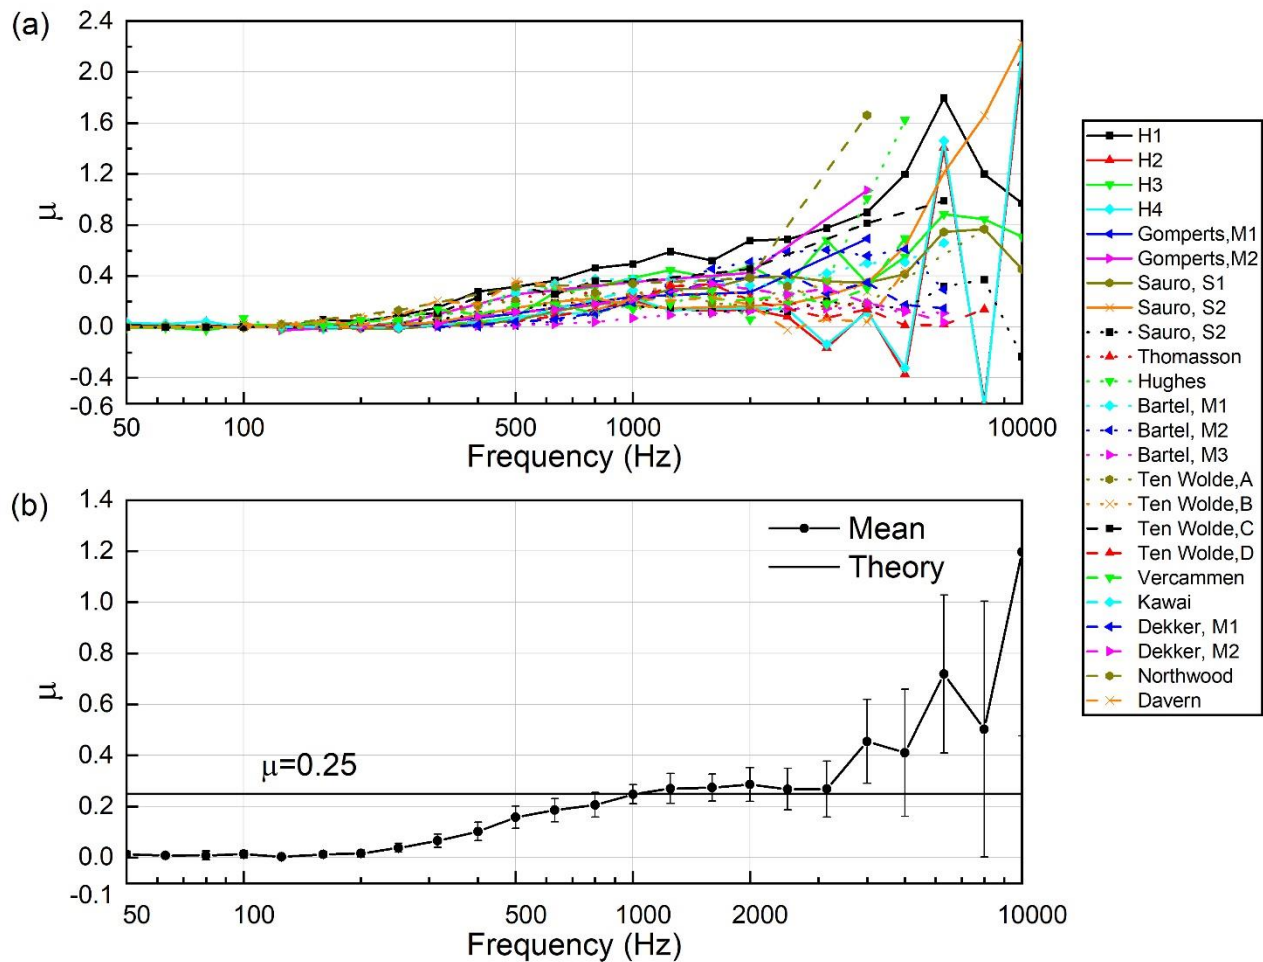 (a)
μ
2.4
2.0
1.6
1.2
0.8
0.4
0.0
-0.4
-0.6
50 100 500 1000 10000
Frequency (Hz)
H1
H2
H3
H4
Gomperts,M1
Gomperts,M2
Sauro, S1
Sauro, S2
Sauro, S2
Thomasson
Hughes
Bartel, M1
Bartel, M2
Bartel, M3
Ten Wolde,A
Ten Wolde,B
Ten Wolde,C
Ten Wolde,D
Vercammen
Kawai
Dekker, M1
Dekker, M2
Northwood
Davern
(b)
μ
1.4
1.2
1.0
0.8
0.6
0.4
0.2
0.0
-0.1
Mean
Theory
μ=0.25
50 100 500 1000 2000 10000
Frequency (Hz)